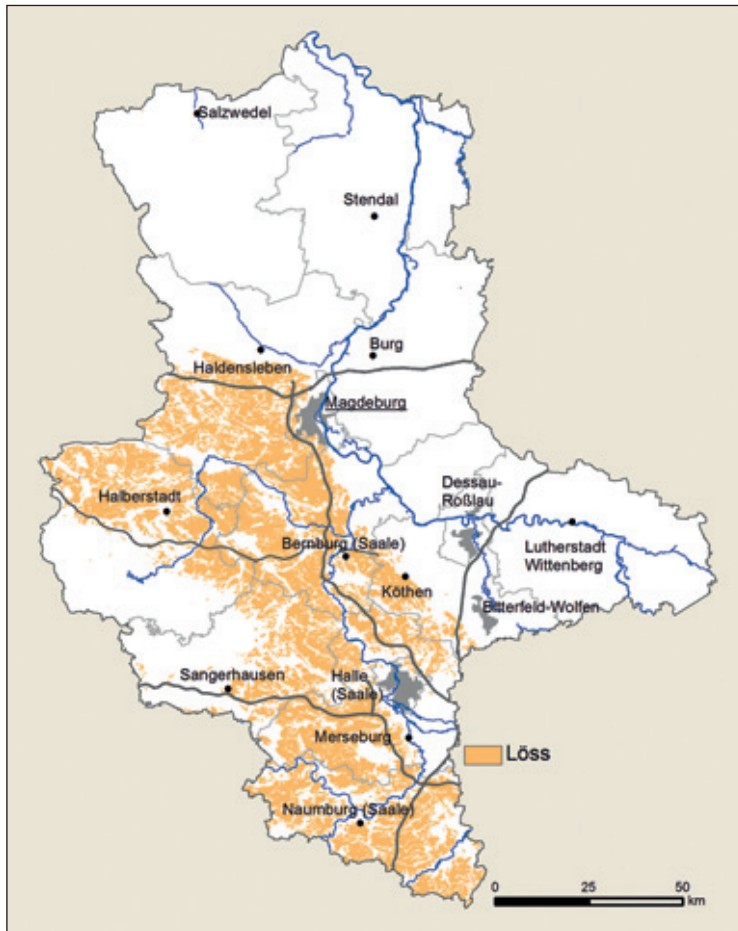 Salzwedel
Stendal
Burg
Haldensleben
Magdeburg
Dessau-
Roßlau
Halberstadt
Lutherstadt
Wittenberg
Bernburg (Saale)
Köthen
Bitterfeld-Wolfen
Sangerhausen
Halle
(Saale)
Merseburg
Löss
Naumburg (Saale)
0 25 50
km